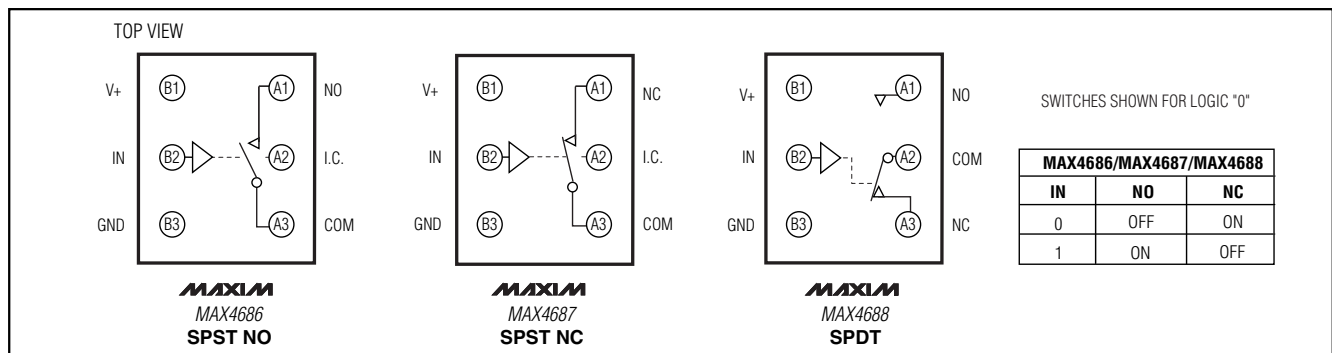 TOP VIEW
V+ B1 A1 NO
IN B2 A2 I.C.
GND B3 A3 COM
MAXIM
MAX4686
SPST NO
V+ B1 A1 NC
IN B2 A2 I.C.
GND B3 A3 COM
MAXIM
MAX4687
SPST NC
V+ B1 A1 NO
IN B2 A2 COM
GND B3 A3 NC
MAXIM
MAX4688
SPDT
SWITCHES SHOWN FOR LOGIC "0"
MAX4686/MAX4687/MAX4688
IN NO NC
0 OFF ON
1 ON OFF